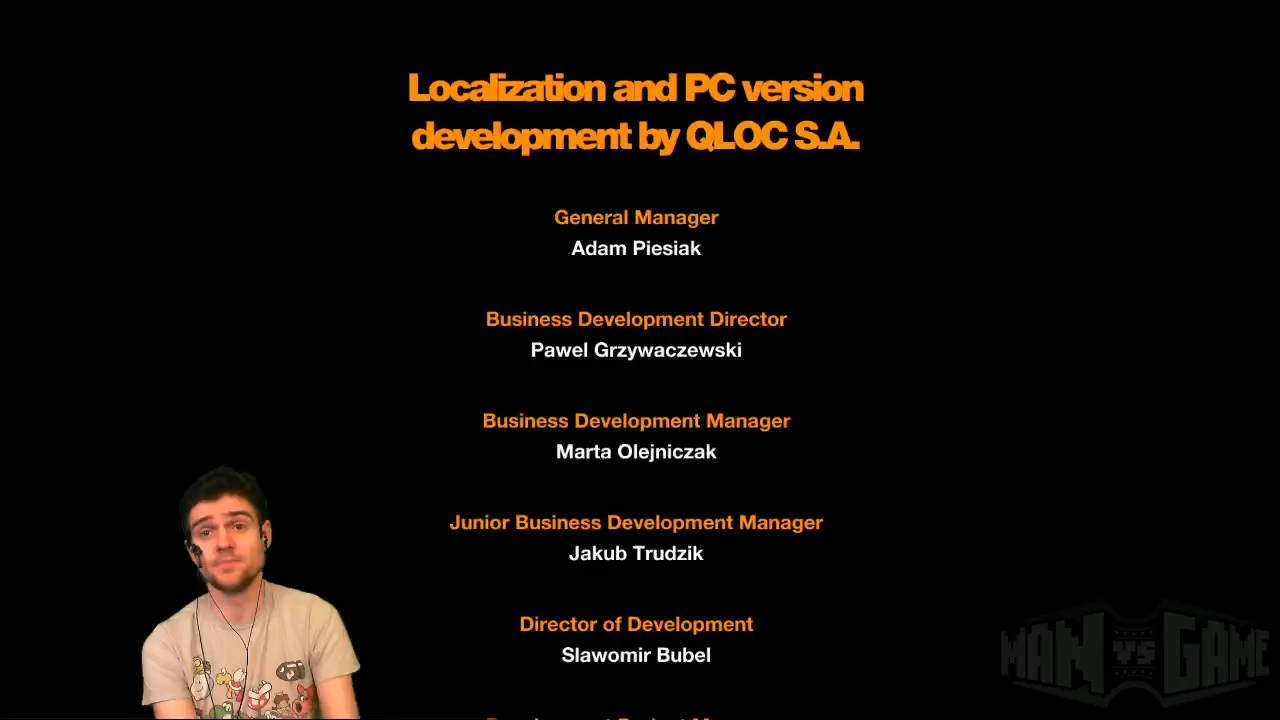 Localization and PC version
development by QLOC S.A.
General Manager
Adam Piesiak
Business Development Director
Pawel Grzywaczewski
Business Development Manager
Marta Olejniczak
Junior Business Development Manager
Jakub Trudzik
Director of Development
Slawomir Bubel
MAN VS GAME